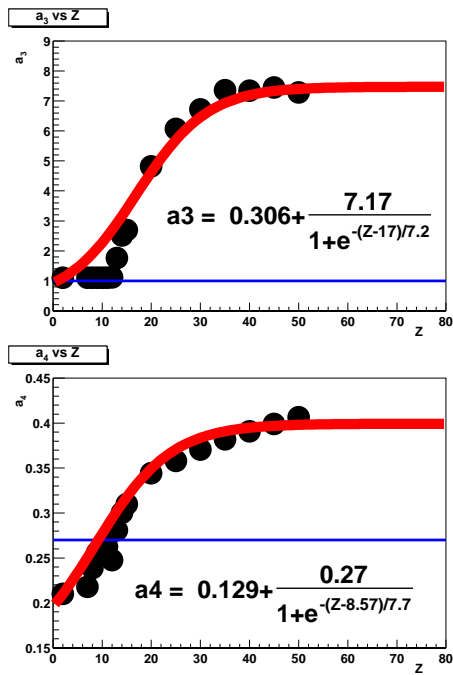 a3 vs Z
a3
9
8
7
6
5
4
3
2
1
0
a3 = 0.306+ 7.17
1+e-(Z-17)/7.2
0 10 20 30 40 50 60 70 80
Z
a4 vs Z
a4
0.45
0.4
0.35
0.3
0.25
0.2
0.15
a4 = 0.129+ 0.27
1+e-(Z-8.57)/7.7
0 10 20 30 40 50 60 70 80
Z